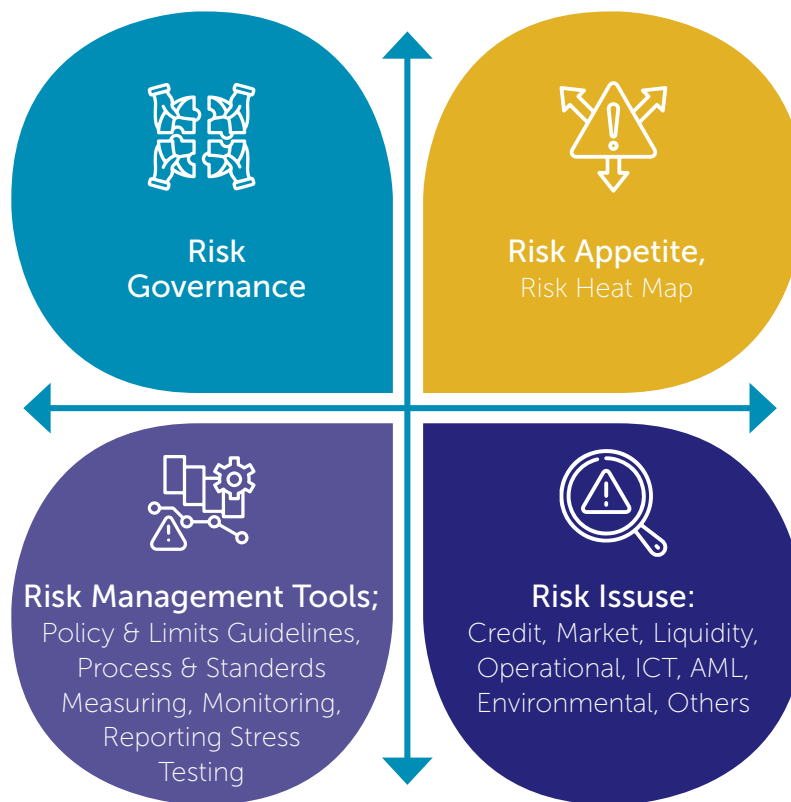 Risk
Governance
Risk Appetite,
Risk Heat Map
Risk Management Tools;
Policy & Limits Guidelines,
Process & Standerds
Measuring, Monitoring,
Reporting Stress
Testing
Risk Issuse:
Credit, Market, Liquidity,
Operational, ICT, AML,
Environmental, Others